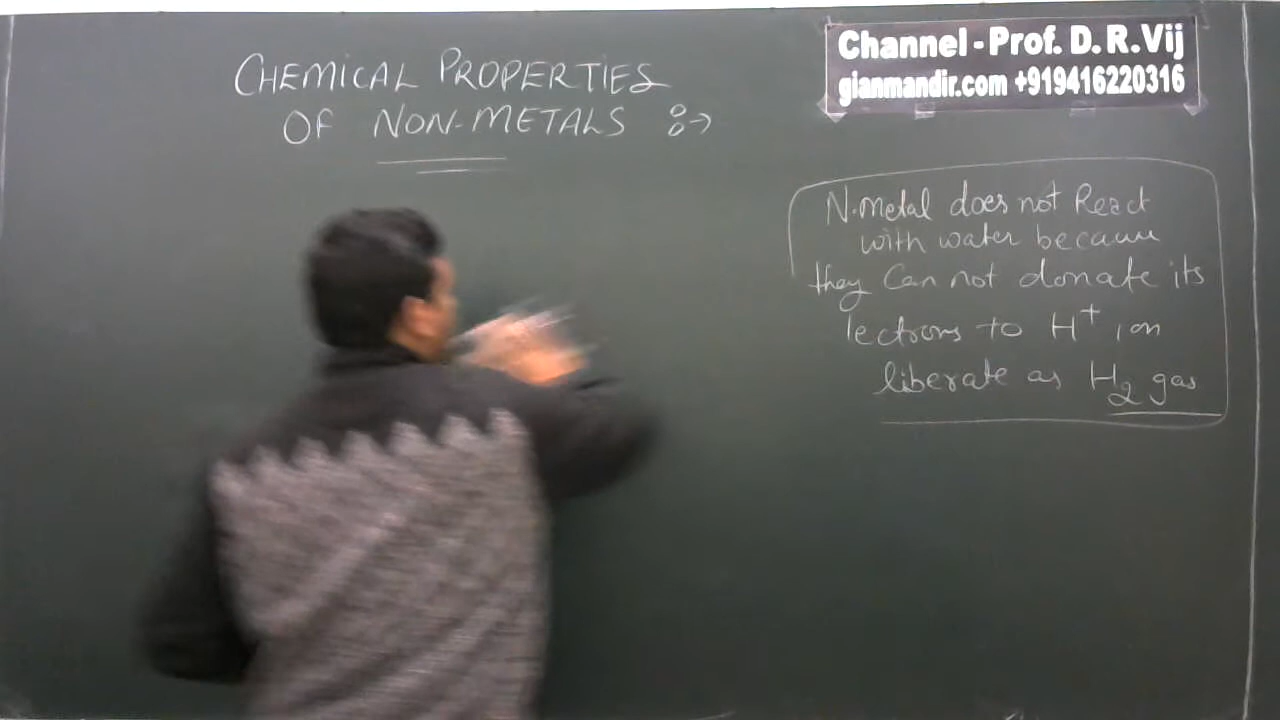 CHEMICAL PROPERTIES
OF NON-METALS :->
Channel - Prof. D. R. Vij
gianmandir.com +919416220316
N.metal does not React
with water because
they Can not donate its
lectrons to H+ ion
liberate as H2 gas